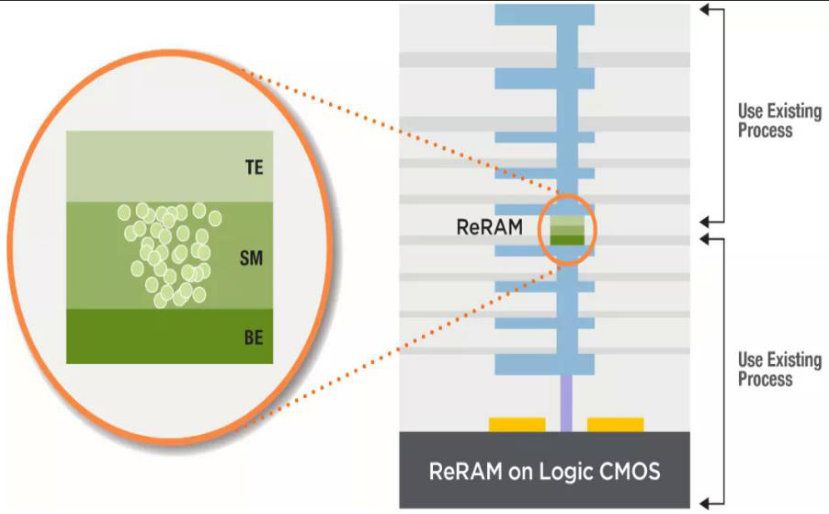 TE
SM
BE
ReRAM
Use Existing
Process
Use Existing
Process
ReRAM on Logic CMOS